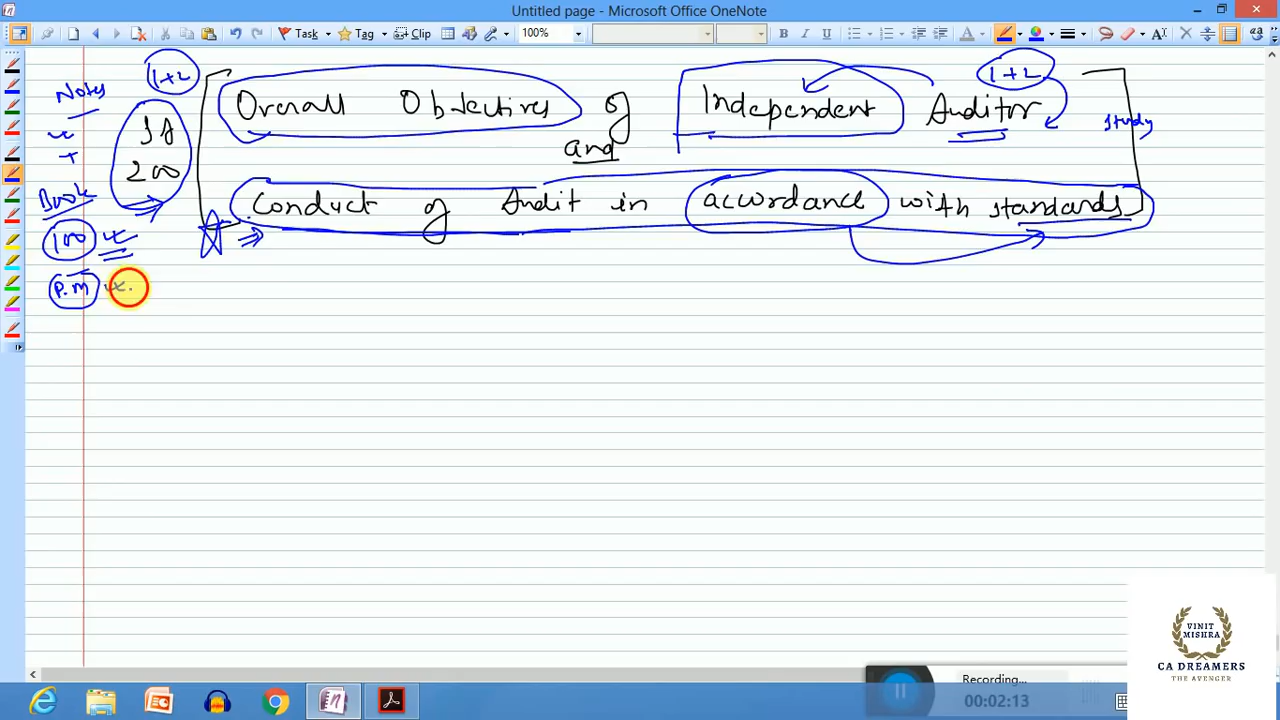 Untitled page - Microsoft Office OneNote
Task Tag Clip 100% B I U
1+2
1+2
Notes
Overall Objectives of Independent Auditor
study
SA
200
and
Book
Conduct of Audit in accordance with standards
100
P.M
VINIT
MISHRA
CA DREAMERS
THE AVENGER
Recording...
00:02:13